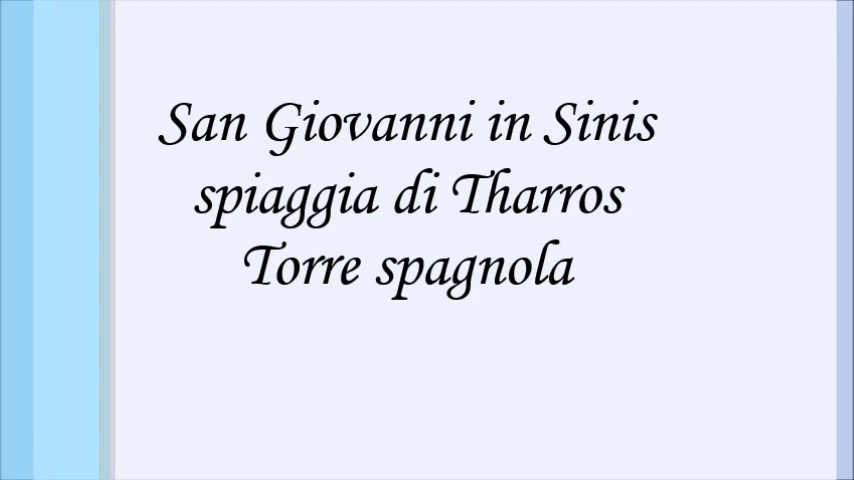 San Giovanni in Sinis
spiaggia di Tharros
Torre spagnola